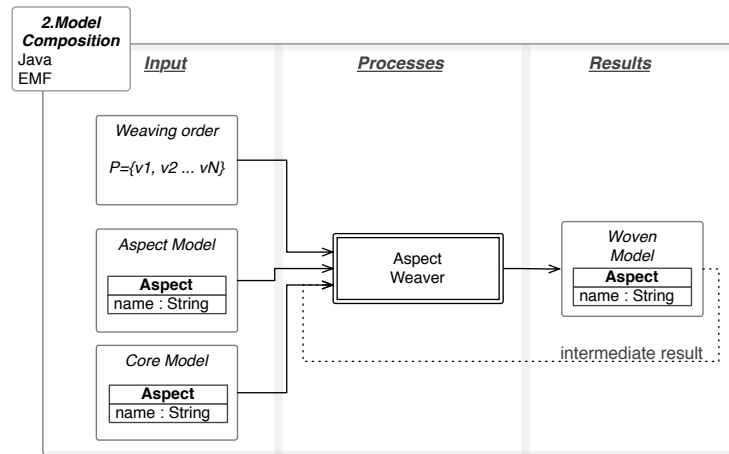 2.Model
Composition
Java
EMF
Input
Processes
Results
Weaving order
P={v1, v2 ... vN}
Aspect Model
Aspect
name : String
Core Model
Aspect
name : String
Aspect
Weaver
Woven
Model
Aspect
name : String
intermediate result